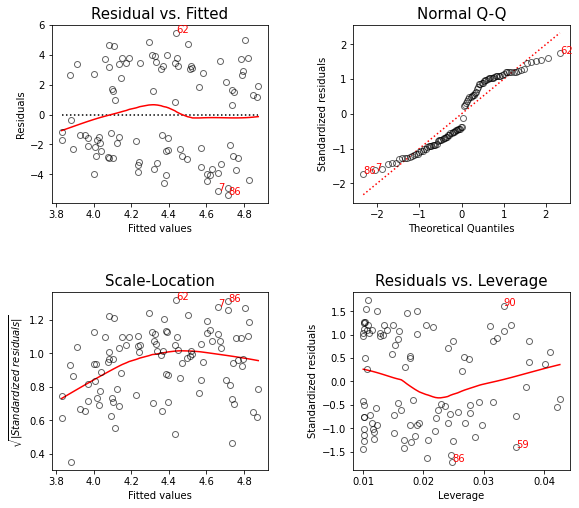 Residual vs. Fitted
Residuals
6
4
2
0
−2
−4
62
7
86
3.8 4.0 4.2 4.4 4.6 4.8
Fitted values
Normal Q-Q
Standardized residuals
2
1
0
−1
−2
62
86
7
−2 −1 0 1 2
Theoretical Quantiles
Scale-Location
√|Standardized residuals|
1.2
1.0
0.8
0.6
0.4
62
7
86
3.8 4.0 4.2 4.4 4.6 4.8
Fitted values
Residuals vs. Leverage
Standardized residuals
1.5
1.0
0.5
0.0
−0.5
−1.0
−1.5
90
59
86
0.01 0.02 0.03 0.04
Leverage